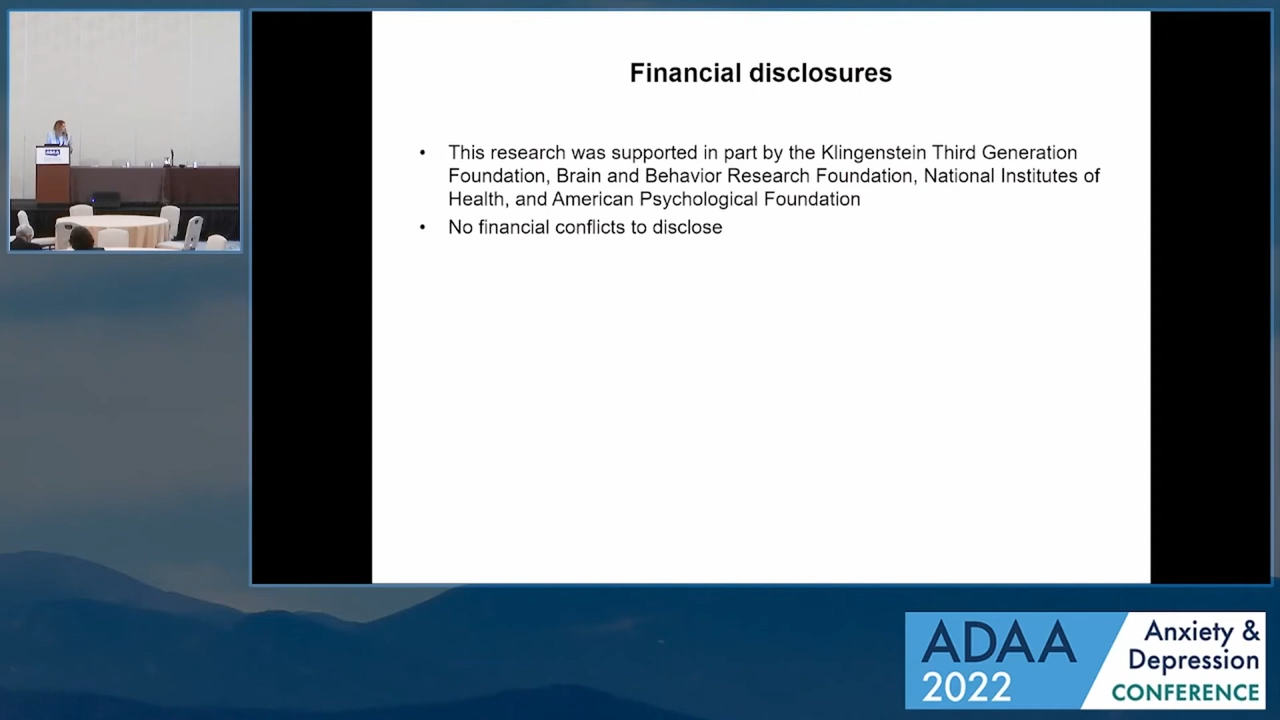 Financial disclosures
• This research was supported in part by the Klingenstein Third Generation
Foundation, Brain and Behavior Research Foundation, National Institutes of
Health, and American Psychological Foundation
• No financial conflicts to disclose
ADAA
2022
Anxiety &
Depression
CONFERENCE